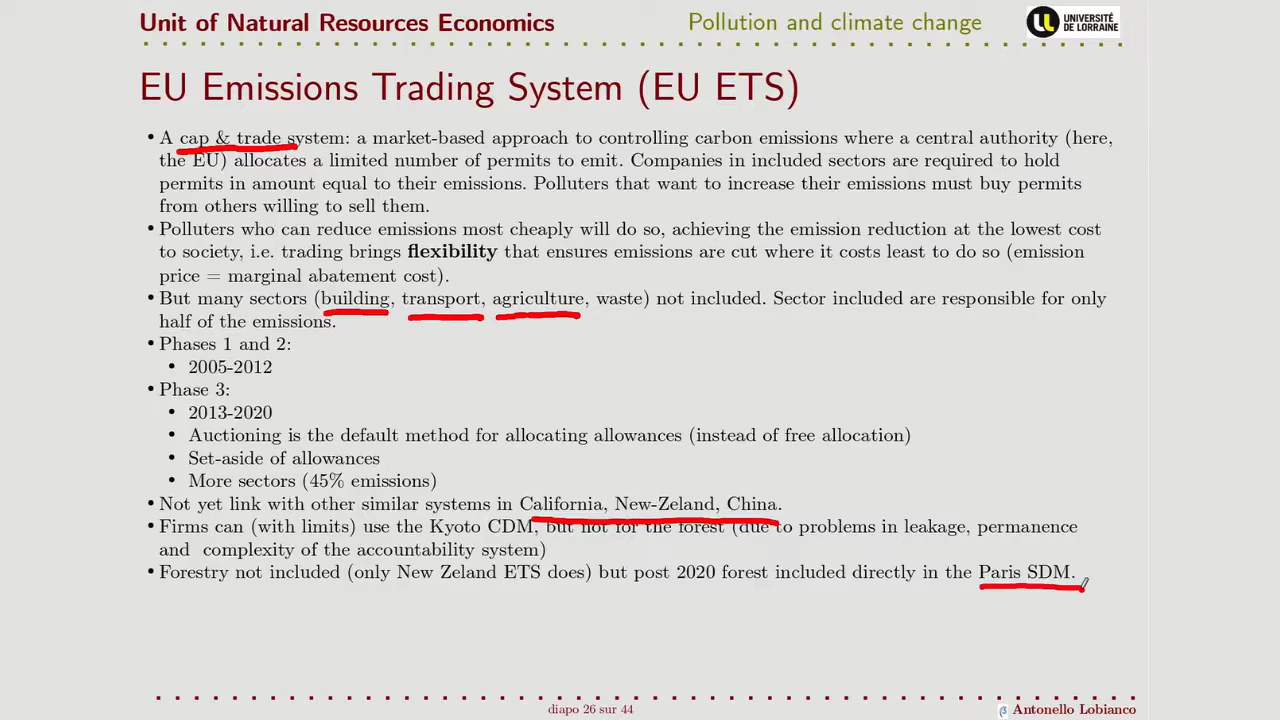 Unit of Natural Resources Economics
Pollution and climate change
UNIVERSITÉ
DE LORRAINE
EU Emissions Trading System (EU ETS)
• A cap & trade system: a market-based approach to controlling carbon emissions where a central authority (here,
the EU) allocates a limited number of permits to emit. Companies in included sectors are required to hold
permits in amount equal to their emissions. Polluters that want to increase their emissions must buy permits
from others willing to sell them.
• Polluters who can reduce emissions most cheaply will do so, achieving the emission reduction at the lowest cost
to society, i.e. trading brings flexibility that ensures emissions are cut where it costs least to do so (emission
price = marginal abatement cost).
• But many sectors (building, transport, agriculture, waste) not included. Sector included are responsible for only
half of the emissions.
• Phases 1 and 2:
• 2005-2012
• Phase 3:
• 2013-2020
• Auctioning is the default method for allocating allowances (instead of free allocation)
• Set-aside of allowances
• More sectors (45% emissions)
• Not yet link with other similar systems in California, New-Zeland, China.
• Firms can (with limits) use the Kyoto CDM, but not for the forest (due to problems in leakage, permanence
and complexity of the accountability system)
• Forestry not included (only New Zeland ETS does) but post 2020 forest included directly in the Paris SDM.
diapo 26 sur 44
Antonello Lobianco